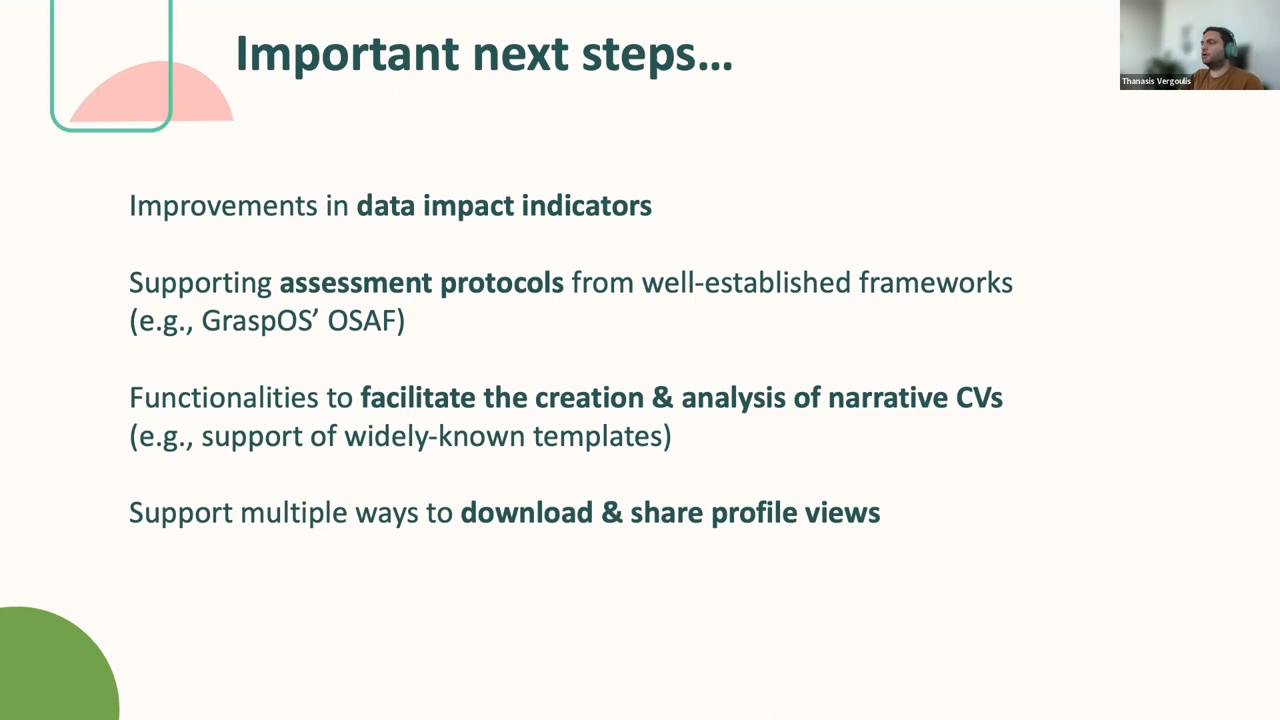 Important next steps...
Thanasis Vergoulis
Improvements in data impact indicators
Supporting assessment protocols from well-established frameworks
(e.g., GraspOS’ OSAF)
Functionalities to facilitate the creation & analysis of narrative CVs
(e.g., support of widely-known templates)
Support multiple ways to download & share profile views